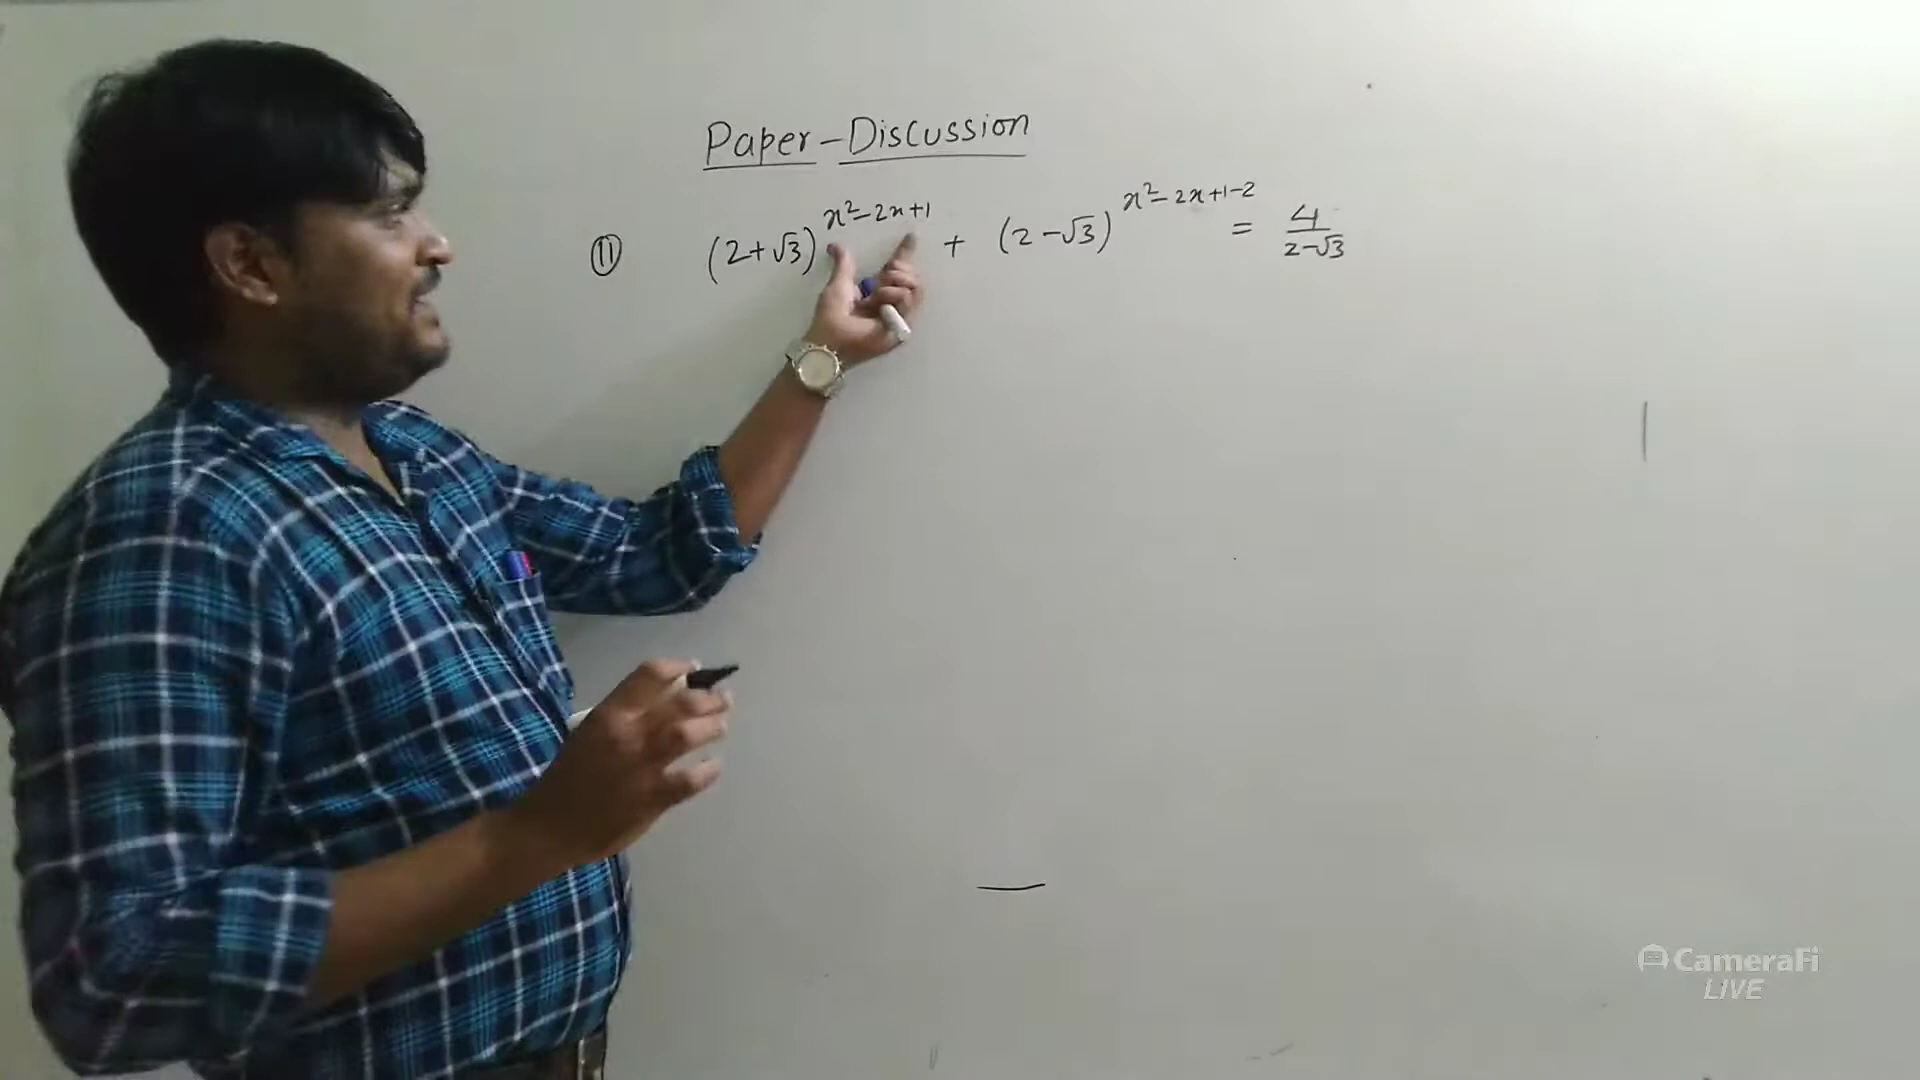 Paper-Discussion
⑪ (2+√3)^{x²-2x+1} + (2-√3)^{x²-2x+1-2} = 4/(2-√3)
CameraFi
LIVE